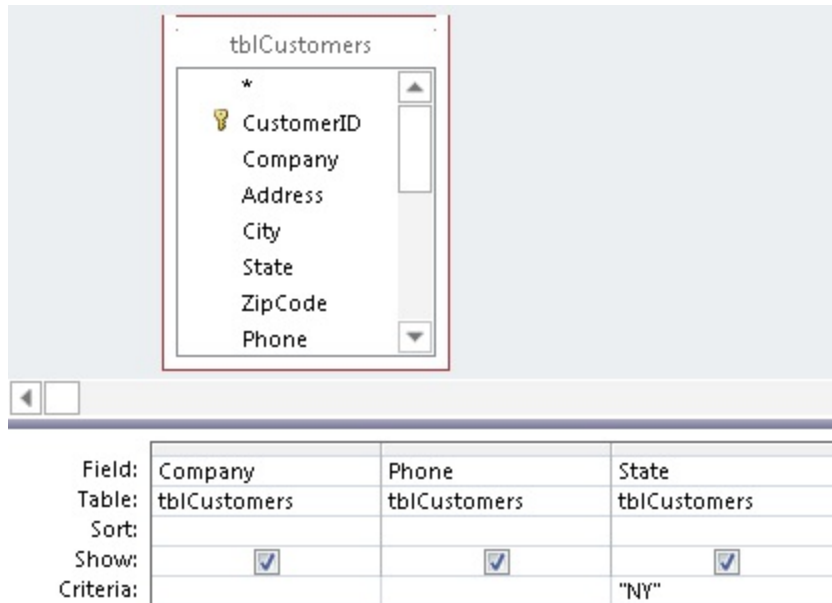 tblCustomers
*
CustomerID
Company
Address
City
State
ZipCode
Phone
Field: Company Phone State
Table: tblCustomers tblCustomers tblCustomers
Sort:
Show:
Criteria: "NY"